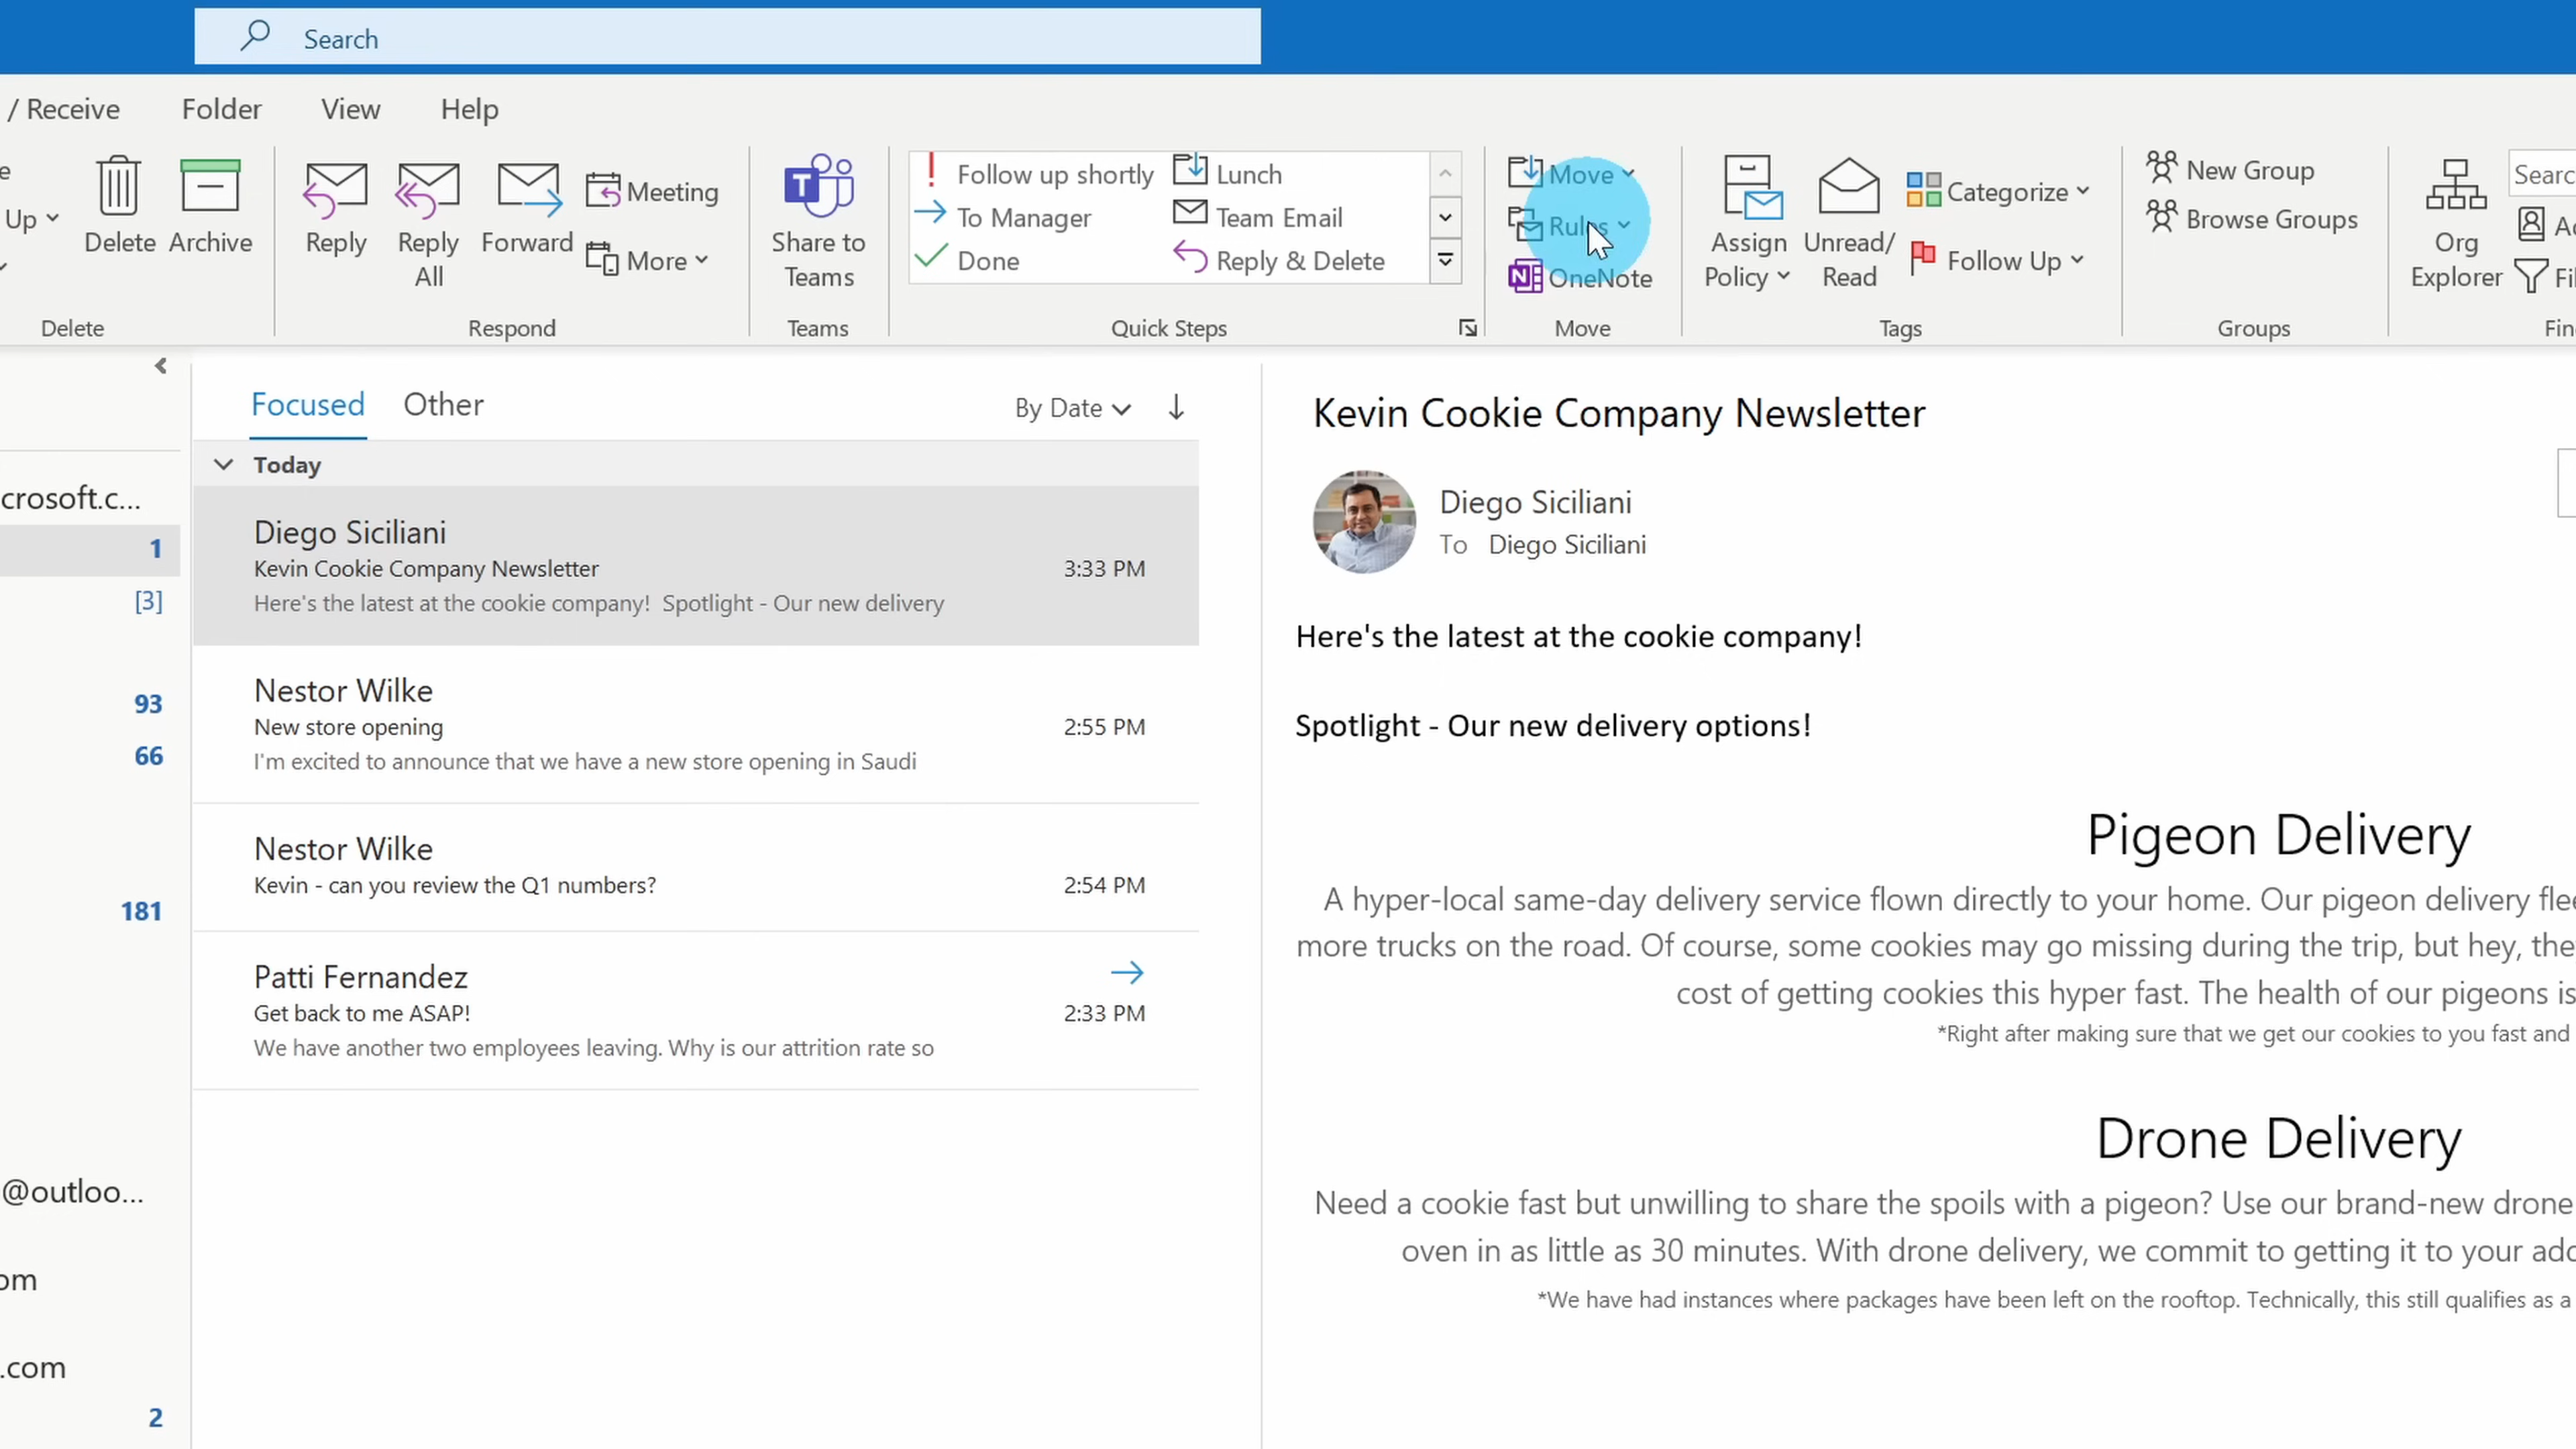 Search
/ Receive Folder View Help
e
Up
Delete
Archive
Delete
Reply
Reply All
Forward
Meeting
More
Respond
Share to Teams
Teams
Follow up shortly
To Manager
Done
Lunch
Team Email
Reply & Delete
Quick Steps
Move
Rules
OneNote
Move
Assign Policy
Unread/ Read
Categorize
Follow Up
Tags
New Group
Browse Groups
Groups
Org Explorer
Searc
Fin
crosoft.c...
1
[3]
93
66
181
@outloo...
om
.com
2
Focused Other By Date
Today
Diego Siciliani
Kevin Cookie Company Newsletter 3:33 PM
Here's the latest at the cookie company! Spotlight - Our new delivery
Nestor Wilke
New store opening 2:55 PM
I'm excited to announce that we have a new store opening in Saudi
Nestor Wilke
Kevin - can you review the Q1 numbers? 2:54 PM
Patti Fernandez
Get back to me ASAP! 2:33 PM
We have another two employees leaving. Why is our attrition rate so
Kevin Cookie Company Newsletter
Diego Siciliani
To Diego Siciliani
Here's the latest at the cookie company!
Spotlight - Our new delivery options!
Pigeon Delivery
A hyper-local same-day delivery service flown directly to your home. Our pigeon delivery flee
more trucks on the road. Of course, some cookies may go missing during the trip, but hey, the
cost of getting cookies this hyper fast. The health of our pigeons is
*Right after making sure that we get our cookies to you fast and
Drone Delivery
Need a cookie fast but unwilling to share the spoils with a pigeon? Use our brand-new drone
oven in as little as 30 minutes. With drone delivery, we commit to getting it to your add
*We have had instances where packages have been left on the rooftop. Technically, this still qualifies as a